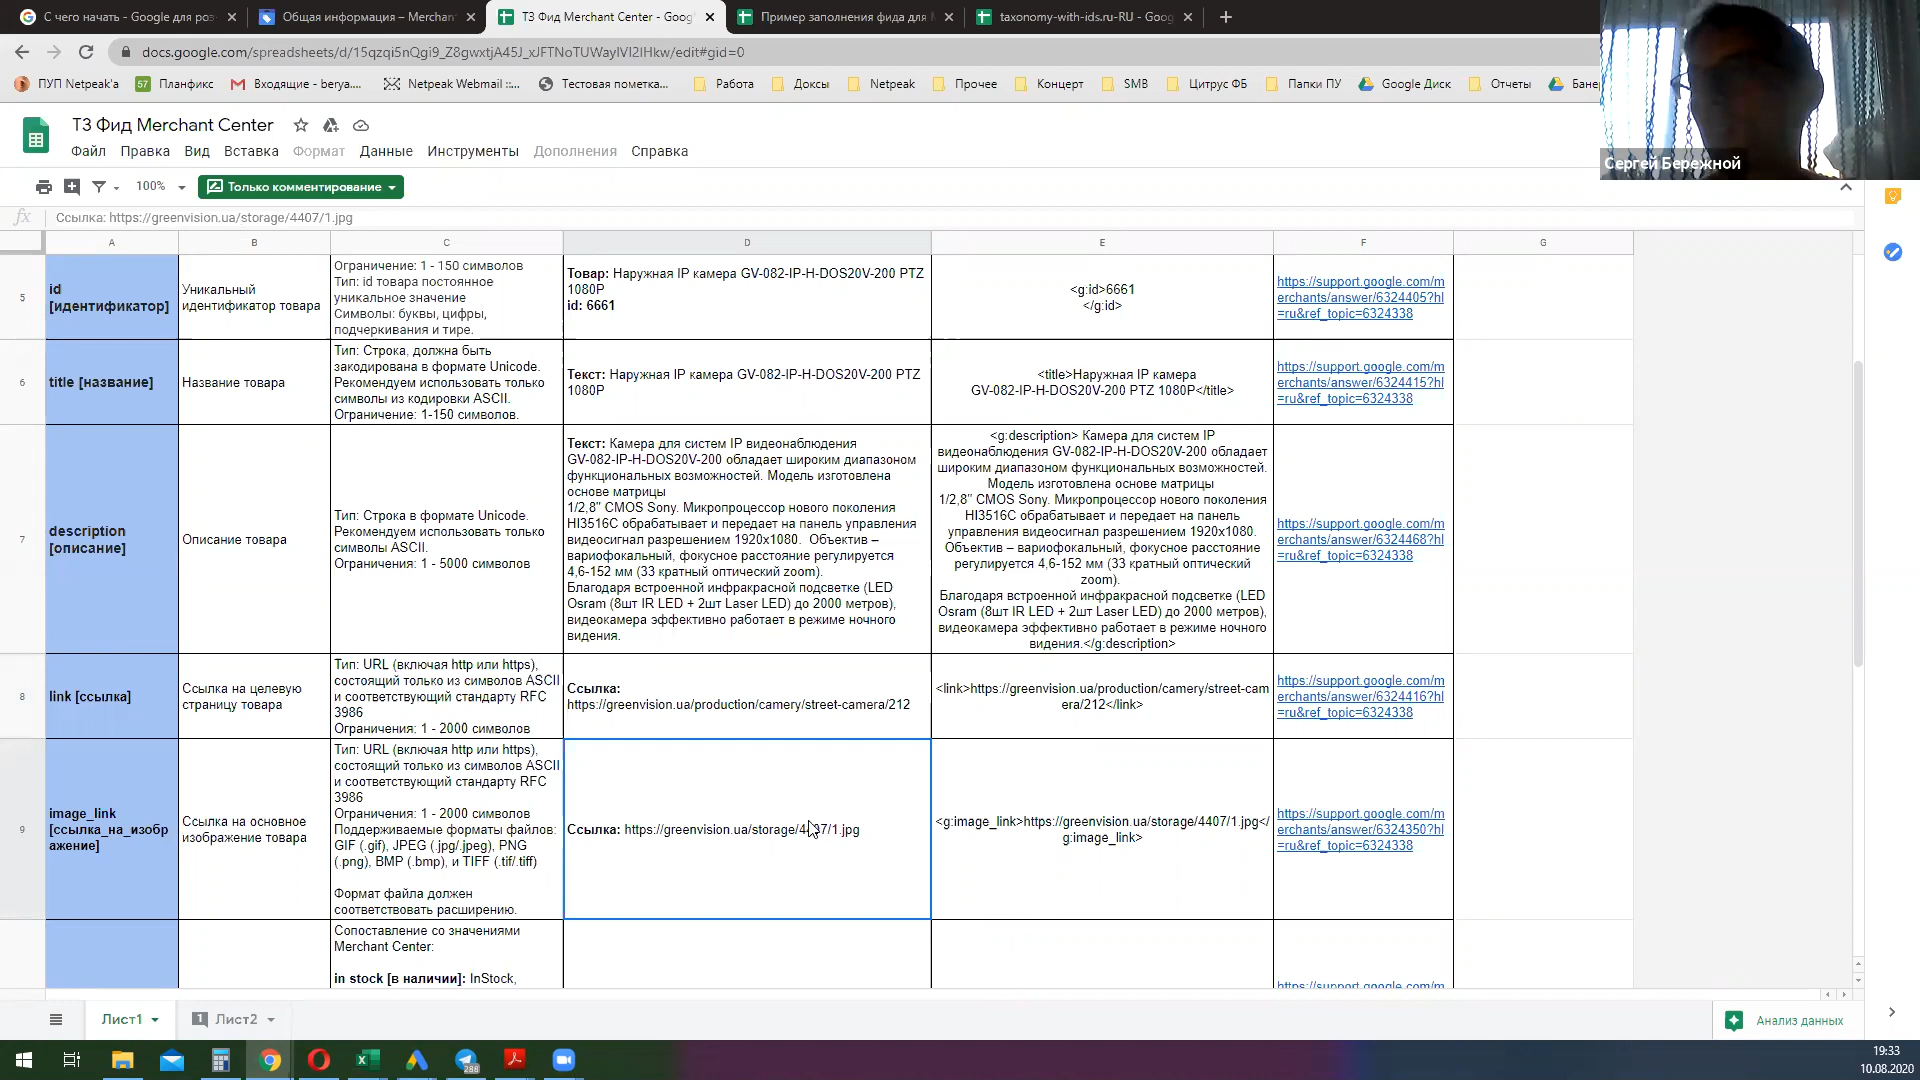 С чего начать - Google для роз
Общая информация – Merchan
ТЗ Фид Merchant Center - Goog
Пример заполнения фида для
taxonomy-with-ids.ru-RU - Goog
docs.google.com/spreadsheets/d/15qzqi5nQgi9_Z8gwxtjA45J_xJFTNoTUWaylVl2IHkw/edit#gid=0
ПУП Netpeak'a
57
Планфикс
Входящие - berya....
Netpeak Webmail ::...
Тестовая пометка...
Работа
Доксы
Netpeak
Прочее
Концерт
SMB
Цитрус ФБ
Папки ПУ
Google Диск
Отчеты
Бане
Сергей Бережной
ТЗ Фид Merchant Center
Файл
Правка
Вид
Вставка
Формат
Данные
Инструменты
Дополнения
Справка
100%
Только комментирование
fx
Ссылка: https://greenvision.ua/storage/4407/1.jpg
A
B
C
D
E
F
G
5
id
[идентификатор]
Уникальный
идентификатор товара
Ограничение: 1 - 150 символов
Тип: id товара постоянное
уникальное значение
Символы: буквы, цифры,
подчеркивания и тире.
Товар: Наружная IP камера GV-082-IP-H-DOS20V-200 PTZ
1080P
id: 6661
<g:id>6661
</g:id>
https://support.google.com/m
erchants/answer/6324405?hl
=ru&ref_topic=6324338
6
title [название]
Название товара
Тип: Строка, должна быть
закодирована в формате Unicode.
Рекомендуем использовать только
символы из кодировки ASCII.
Ограничение: 1-150 символов.
Текст: Наружная IP камера GV-082-IP-H-DOS20V-200 PTZ
1080P
<title>Наружная IP камера
GV-082-IP-H-DOS20V-200 PTZ 1080P</title>
https://support.google.com/m
erchants/answer/6324415?hl
=ru&ref_topic=6324338
7
description
[описание]
Описание товара
Тип: Строка в формате Unicode.
Рекомендуем использовать только
символы ASCII.
Ограничения: 1 - 5000 символов
Текст: Камера для систем IP видеонаблюдения
GV-082-IP-H-DOS20V-200 обладает широким диапазоном
функциональных возможностей. Модель изготовлена
основе матрицы
1/2,8″ CMOS Sony. Микропроцессор нового поколения
HI3516C обрабатывает и передает на панель управления
видеосигнал разрешением 1920x1080. Объектив –
вариофокальный, фокусное расстояние регулируется
4,6-152 мм (33 кратный оптический zoom).
Благодаря встроенной инфракрасной подсветке (LED
Osram (8шт IR LED + 2шт Laser LED) до 2000 метров),
видеокамера эффективно работает в режиме ночного
видения.
<g:description> Камера для систем IP
видеонаблюдения GV-082-IP-H-DOS20V-200 обладает
широким диапазоном функциональных возможностей.
Модель изготовлена основе матрицы
1/2,8″ CMOS Sony. Микропроцессор нового поколения
HI3516C обрабатывает и передает на панель
управления видеосигнал разрешением 1920x1080.
Объектив – вариофокальный, фокусное расстояние
регулируется 4,6-152 мм (33 кратный оптический
zoom).
Благодаря встроенной инфракрасной подсветке (LED
Osram (8шт IR LED + 2шт Laser LED) до 2000 метров),
видеокамера эффективно работает в режиме ночного
видения.</g:description>
https://support.google.com/m
erchants/answer/6324468?hl
=ru&ref_topic=6324338
8
link [ссылка]
Ссылка на целевую
страницу товара
Тип: URL (включая http или https),
состоящий только из символов ASCII
и соответствующий стандарту RFC
3986
Ограничения: 1 - 2000 символов
Ссылка:
https://greenvision.ua/production/camery/street-camera/212
<link>https://greenvision.ua/production/camery/street-cam
era/212</link>
https://support.google.com/m
erchants/answer/6324416?hl
=ru&ref_topic=6324338
9
image_link
[ссылка_на_изобр
ажение]
Ссылка на основное
изображение товара
Тип: URL (включая http или https),
состоящий только из символов ASCII
и соответствующий стандарту RFC
3986
Ограничения: 1 - 2000 символов
Поддерживаемые форматы файлов:
GIF (.gif), JPEG (.jpg/.jpeg), PNG
(.png), BMP (.bmp), и TIFF (.tif/.tiff)
Формат файла должен
соответствовать расширению.
Ссылка: https://greenvision.ua/storage/4407/1.jpg
<g:image_link>https://greenvision.ua/storage/4407/1.jpg</
g:image_link>
https://support.google.com/m
erchants/answer/6324350?hl
=ru&ref_topic=6324338
Сопоставление со значениями
Merchant Center:
in stock [в наличии]: InStock,
https://support.google.com/m
Лист1
1
Лист2
Анализ данных
286
19:33
10.08.2020